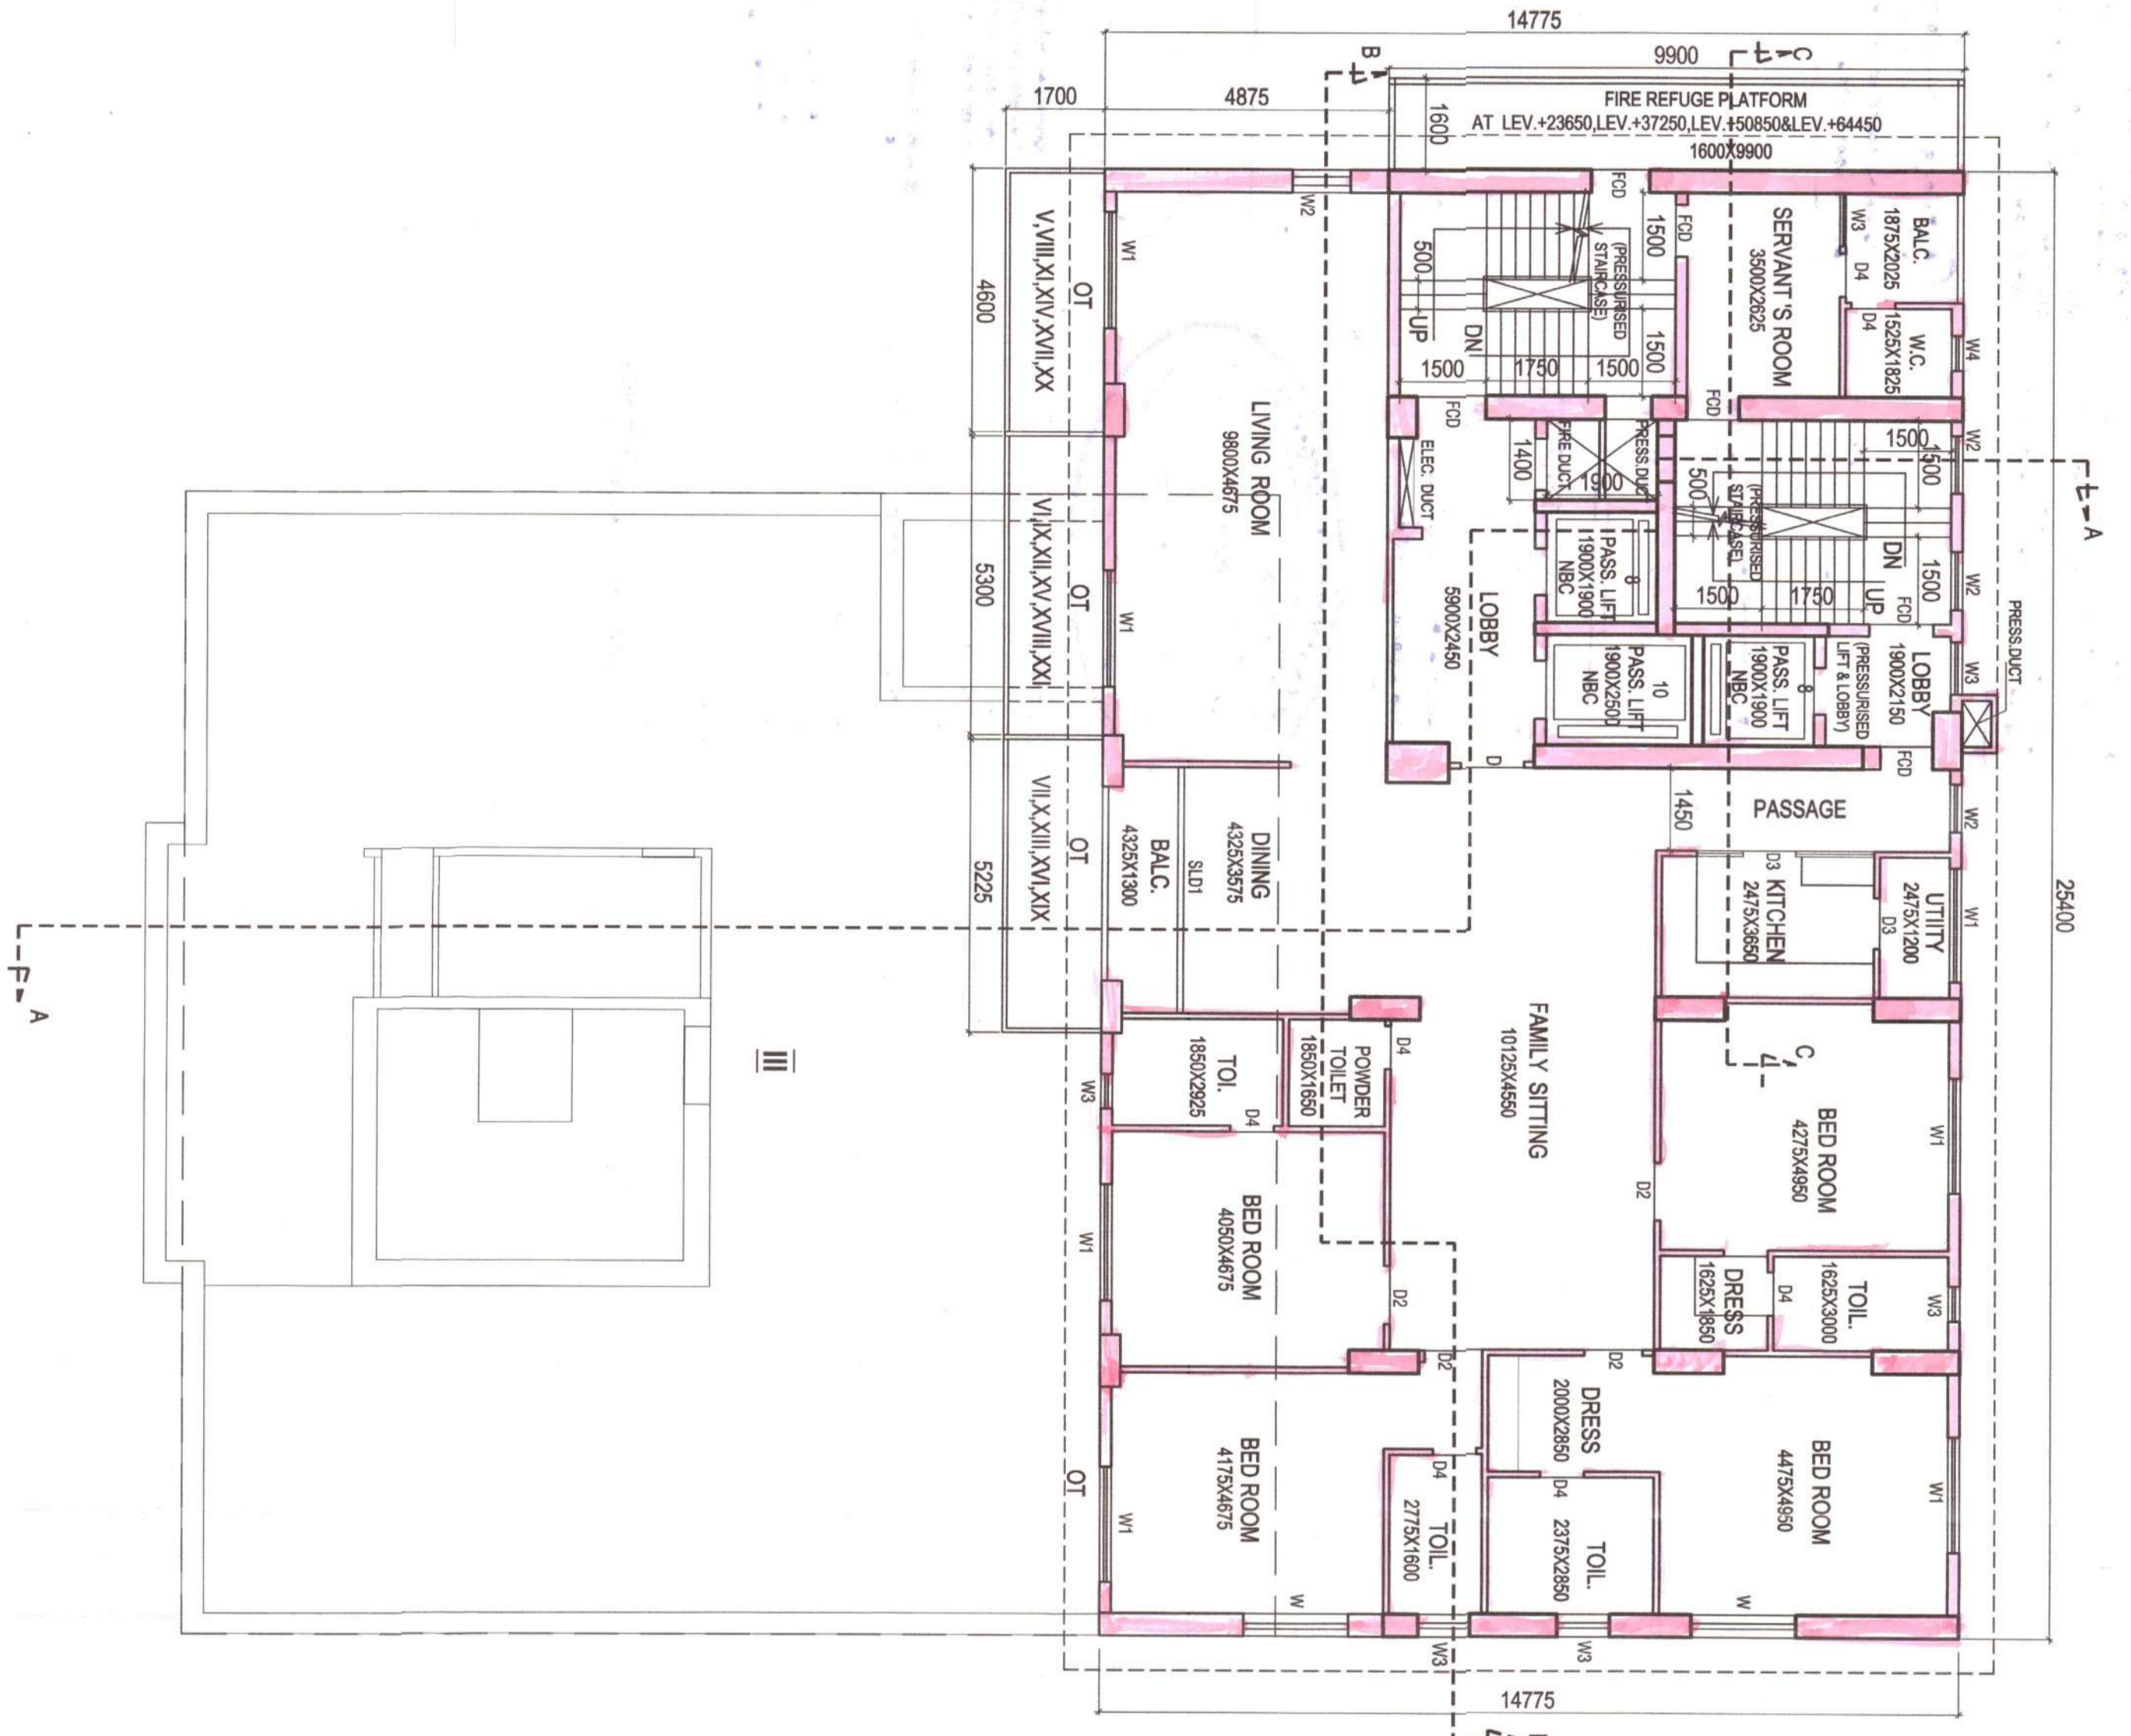 14775
9900
C
B
1700
4875
1600
FIRE REFUGE PLATFORM
AT LEV.+23650,LEV.+37250,LEV.+50850&LEV.+64450
1600X9900
25400
BALC.
1875X2025
W3
D4
W.C.
1525X1825
D4
W4
SERVANT'S ROOM
3500X2625
FCD
FCD
FCD
(PRESSURISED
STAIRCASE)
1500
1500
500
UP
DN
1500
1750
1500
FCD
W2
W1
OT
V,VIII,XI,XIV,XVII,XX
4600
LIVING ROOM
9800X4675
ELEC. DUCT
FIRE DUCT
PRESS.DUCT
1400
1900
W2
1500
1500
500
(PRESSURISED
STAIRCASE)
DN
UP
1500
1750
1500
FCD
W2
A
PRESS.DUCT
8
PASS. LIFT
1900X1900
NBC
10
PASS. LIFT
1900X2500
NBC
8
PASS. LIFT
1900X1900
NBC
(PRESSURISED
LIFT & LOBBY)
LOBBY
1900X2150
W3
FCD
LOBBY
5900X2450
D
W1
OT
VI,IX,XII,XV,XVIII,XXI
5300
PASSAGE
1450
W2
D3
KITCHEN
2475X3650
UTIITY
2475X1200
D3
W1
DINING
4325X3575
SLD1
BALC.
4325X1300
OT
VII,X,XIII,XVI,XIX
5225
A
III
FAMILY SITTING
10125X4550
POWDER
TOILET
1850X1650
D4
TOI.
1850X2925
D4
W3
C
BED ROOM
4275X4950
W1
D2
BED ROOM
4050X4675
W1
D2
DRESS
1625X1850
D4
TOIL.
1625X3000
W3
D2
D2
DRESS
2000X2850
BED ROOM
4475X4950
W1
BED ROOM
4175X4675
W1
OT
D4
TOIL.
2775X1600
D4
TOIL.
2375X2850
W
W
W3
W3
14775